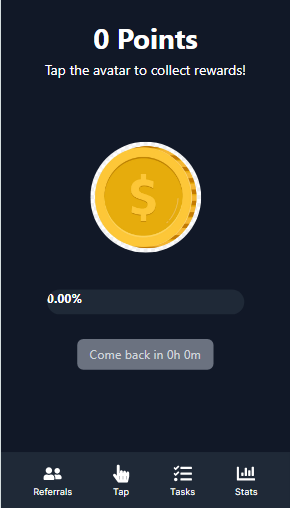 0 Points
Tap the avatar to collect rewards!
$
0.00%
Come back in 0h 0m
Referrals
Tap
Tasks
Stats